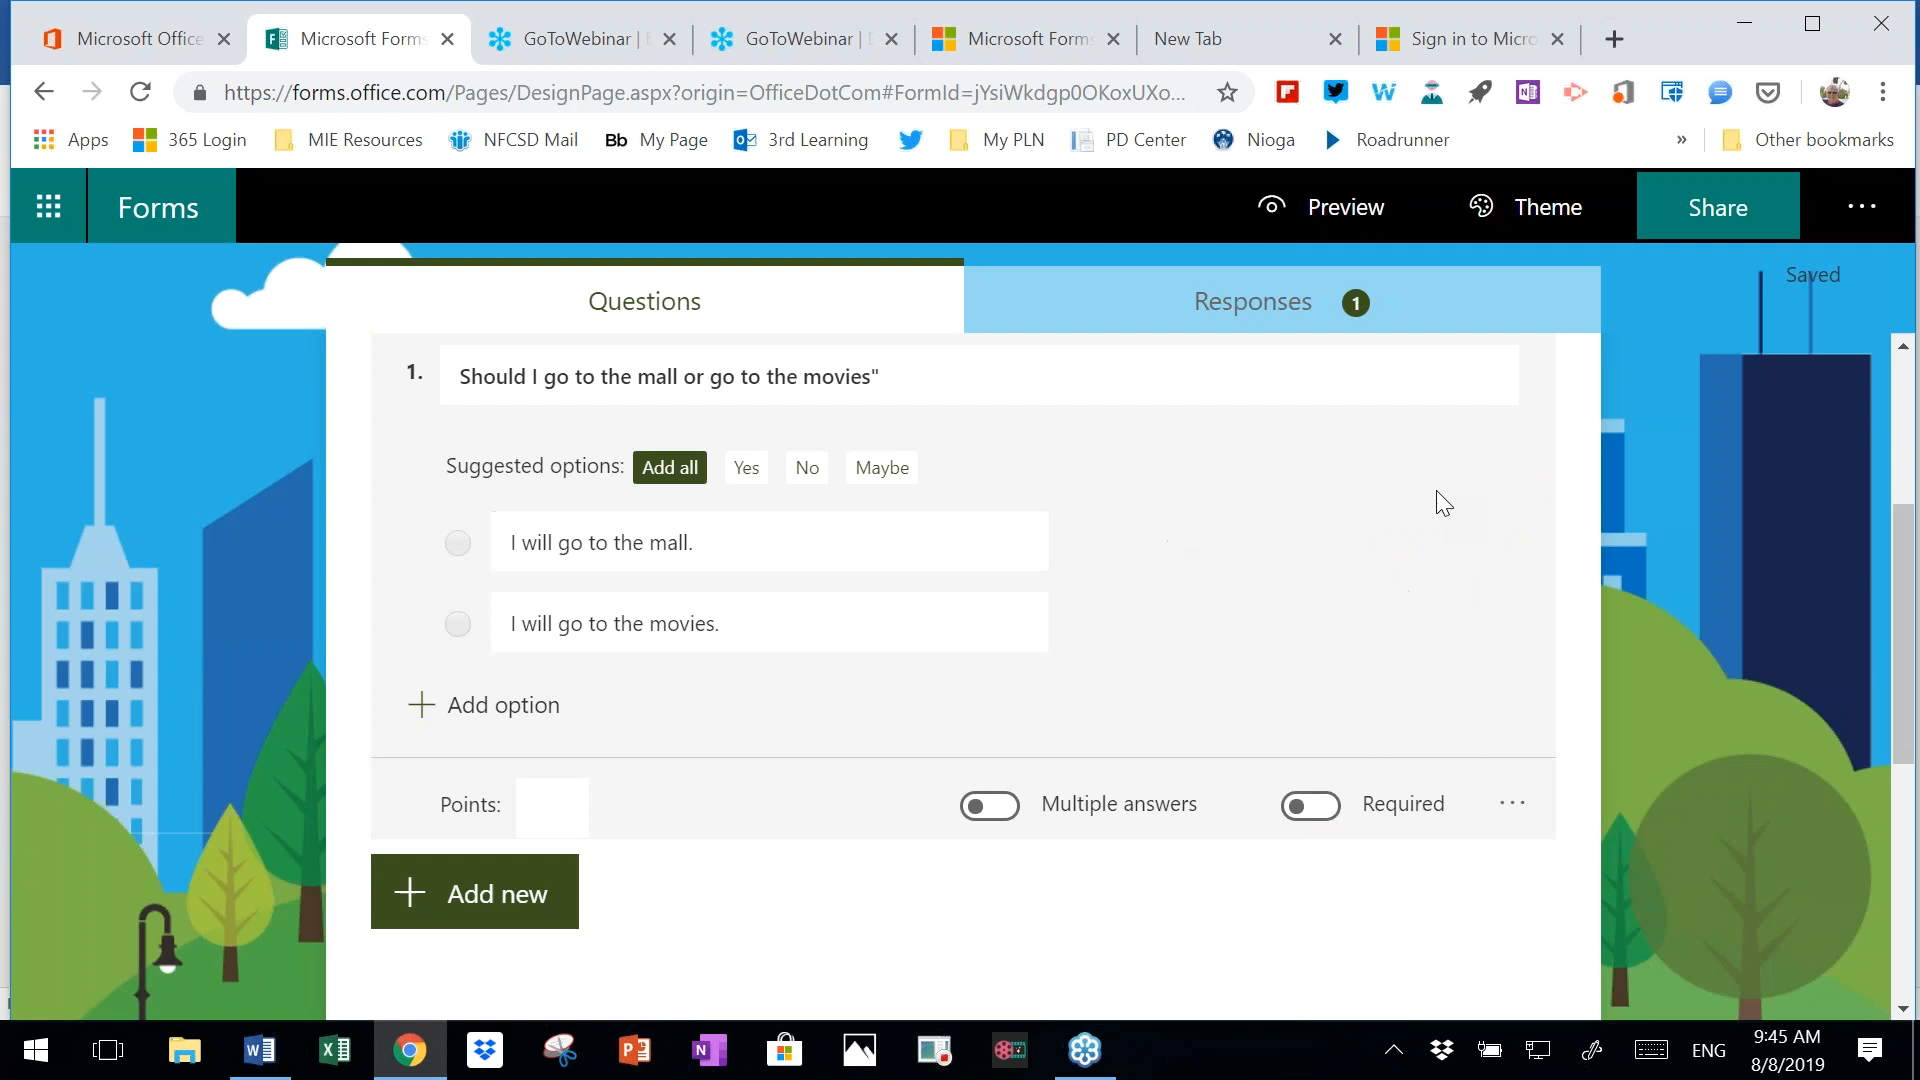 Microsoft Office
Microsoft Forms
GoToWebinar |
GoToWebinar |
Microsoft Forms
New Tab
Sign in to Micro
https://forms.office.com/Pages/DesignPage.aspx?origin=OfficeDotCom#FormId=jYsiWkdgp0OKoxUXo...
Apps
365 Login
MIE Resources
NFCSD Mail
Bb My Page
3rd Learning
My PLN
PD Center
Nioga
Roadrunner
»
Other bookmarks
Forms
Preview
Theme
Share
...
Questions
Responses 1
Saved
1. Should I go to the mall or go to the movies"
Suggested options: Add all Yes No Maybe
I will go to the mall.
I will go to the movies.
Add option
Points:
Multiple answers
Required
...
Add new
ENG
9:45 AM
8/8/2019